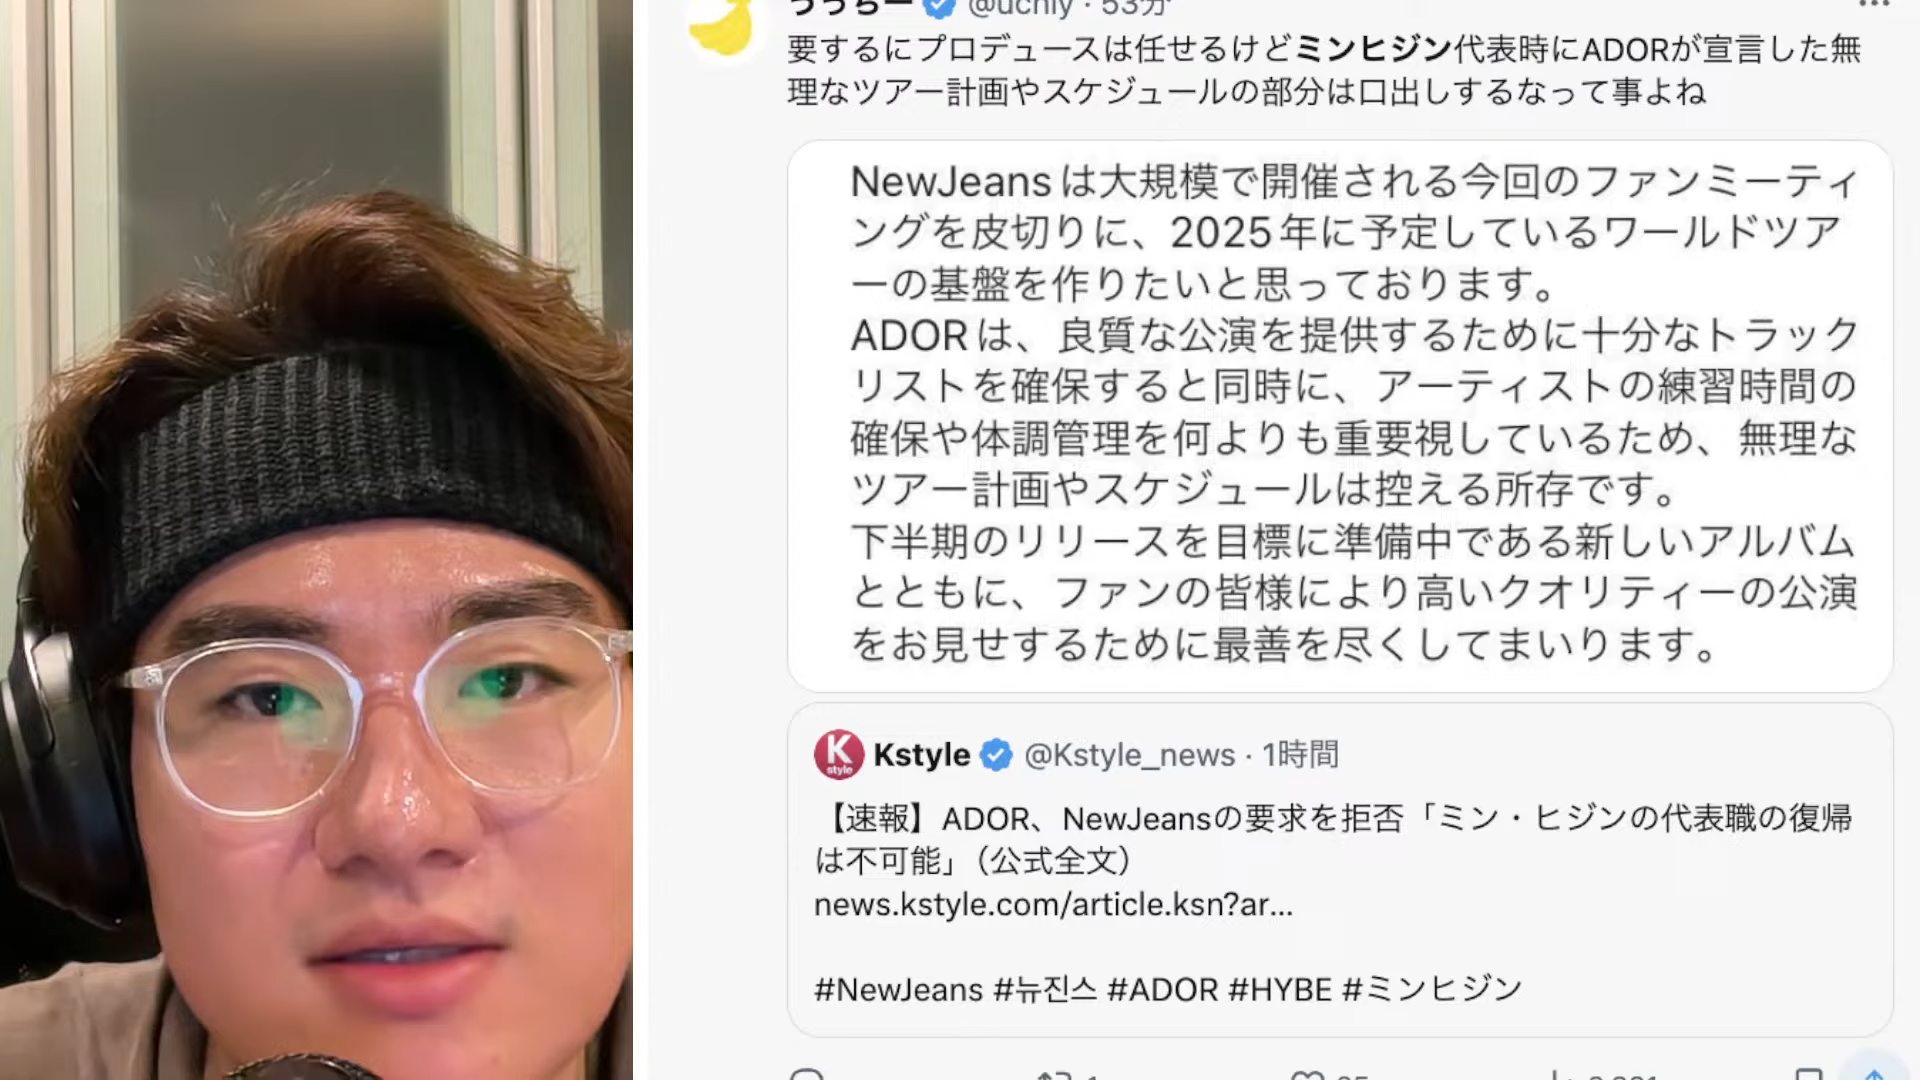 うっちー @uchiy · 53分
要するにプロデュースは任せるけどミンヒジン代表時にADORが宣言した無
理なツアー計画やスケジュールの部分は口出しするなって事よね
NewJeansは大規模で開催される今回のファンミーティ
ングを皮切りに、2025年に予定しているワールドツア
ーの基盤を作りたいと思っております。
ADORは、良質な公演を提供するために十分なトラック
リストを確保すると同時に、アーティストの練習時間の
確保や体調管理を何よりも重要視しているため、無理な
ツアー計画やスケジュールは控える所存です。
下半期のリリースを目標に準備中である新しいアルバム
とともに、ファンの皆様により高いクオリティーの公演
をお見せするために最善を尽くしてまいります。
K style
Kstyle @Kstyle_news · 1時間
【速報】ADOR、NewJeansの要求を拒否「ミン・ヒジンの代表職の復帰
は不可能」（公式全文）
news.kstyle.com/article.ksn?ar...
#NewJeans #뉴진스 #ADOR #HYBE #ミンヒジン